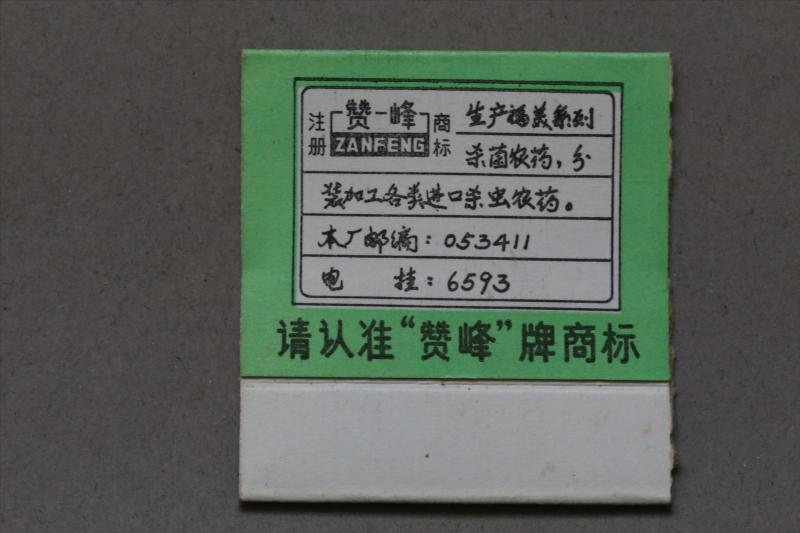 注册 赞峰 商标
ZANFENG
生产福美系列
杀菌农药、分
装加工各类进口杀虫农药。
本厂邮编：053411
电 挂：6593
请认准“赞峰”牌商标